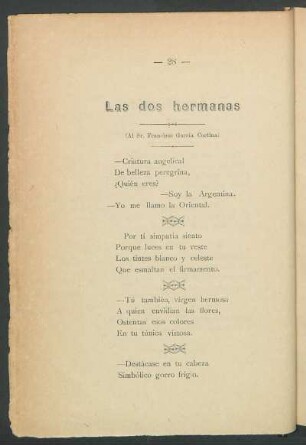 — 28 —
Las dos hermanas
(Al Sr. Francisco García Cortina)
—Criatura angelical
De belleza peregrina,
¿Quién eres?
—Soy la Argentina.
—Yo me llamo la Oriental.
Por tí simpatía siento
Porque luces en tu veste
Los tintes blanco y celeste
Que esmaltan el firmamento.
—Tú también, virgen hermosa
A quien envidian las flores,
Ostentas esos colores
En tu túnica vistosa.
—Destácase en tu cabeza
Simbólico gorro frigio.